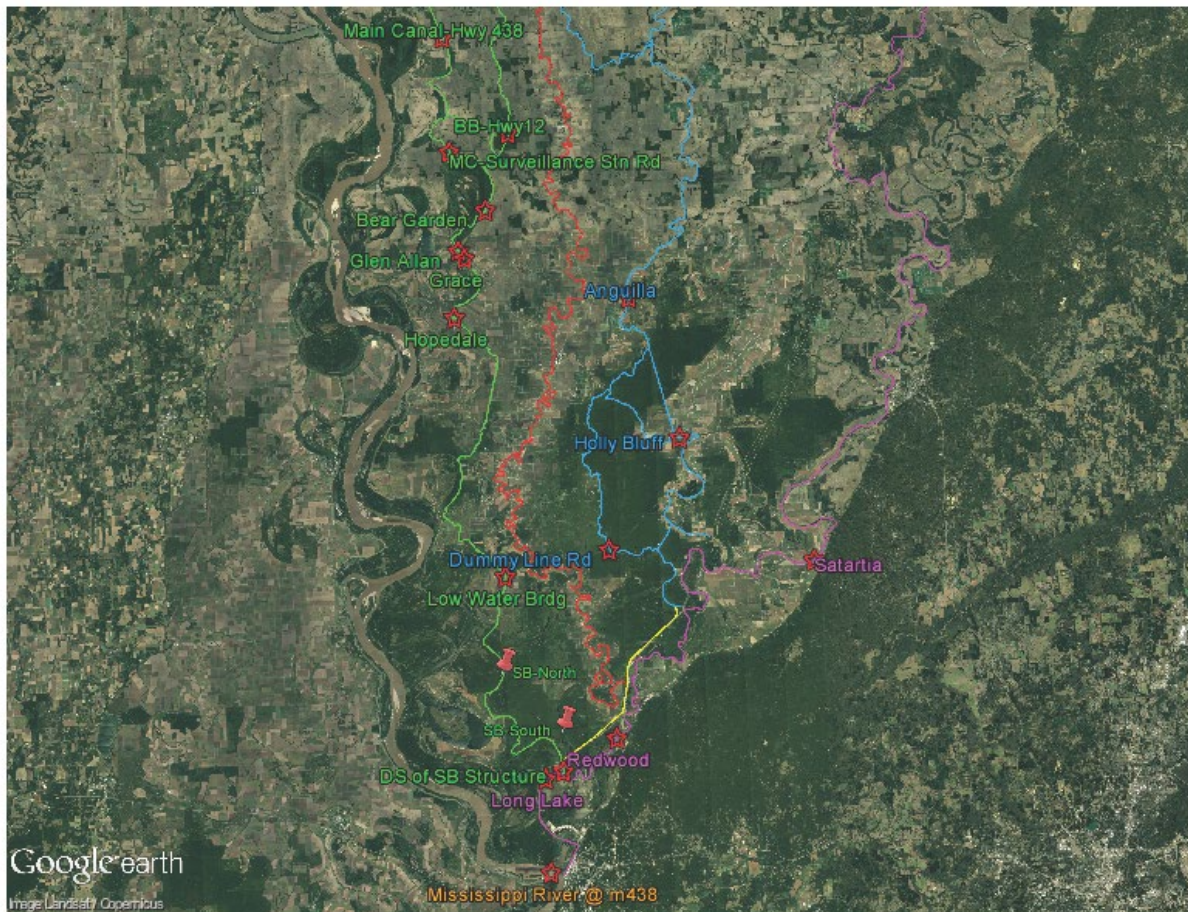 Main Canal-Hwy 438
BB-Hwy12
MC-Surveillance Stn Rd
Bear Garden
Glen Allan
Grace
Anguilla
Hopedale
Holly Bluff
Dummy Line Rd
Satartia
Low Water Brdg
SB-North
SB-South
Redwood
DS of SB Structure
Long Lake
Google earth
Mississippi River @ m438
Image Landsat / Copernicus